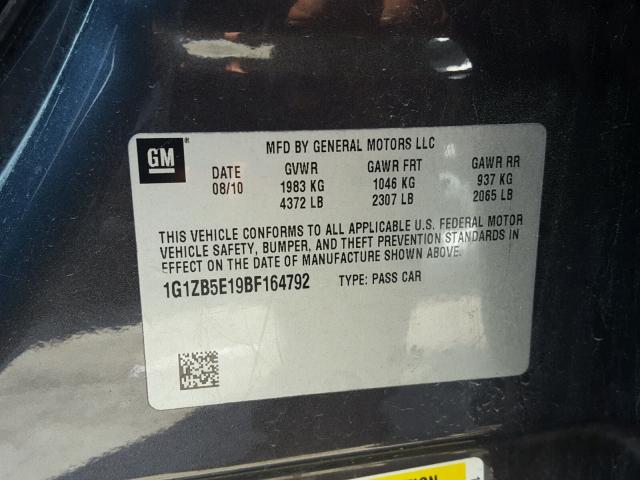 GM
MFD BY GENERAL MOTORS LLC
DATE GVWR GAWR FRT GAWR RR
08/10 1983 KG 1046 KG 937 KG
4372 LB 2307 LB 2065 LB
THIS VEHICLE CONFORMS TO ALL APPLICABLE U.S. FEDERAL MOTOR
VEHICLE SAFETY, BUMPER, AND THEFT PREVENTION STANDARDS IN
EFFECT ON THE DATE OF MANUFACTURE SHOWN ABOVE.
1G1ZB5E19BF164792 TYPE: PASS CAR